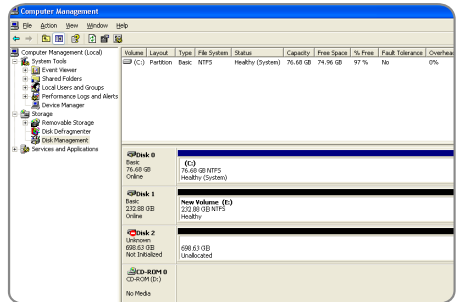 Computer Management
File Action View Window Help
Computer Management (Local)
System Tools
Event Viewer
Shared Folders
Local Users and Groups
Performance Logs and Alerts
Device Manager
Storage
Removable Storage
Disk Defragmenter
Disk Management
Services and Applications
Volume Layout Type File System Status Capacity Free Space % Free Fault Tolerance Overhea
(C:) Partition Basic NTFS Healthy (System) 76.68 GB 74.96 GB 97 % No 0%
Disk 0
Basic
76.68 GB
Online
(C:)
76.68 GB NTFS
Healthy (System)
Disk 1
Basic
232.88 GB
Online
New Volume (E:)
232.88 GB NTFS
Healthy
Disk 2
Unknown
698.63 GB
Not Initialized
698.63 GB
Unallocated
CD-ROM 0
CD-ROM (D:)
No Media